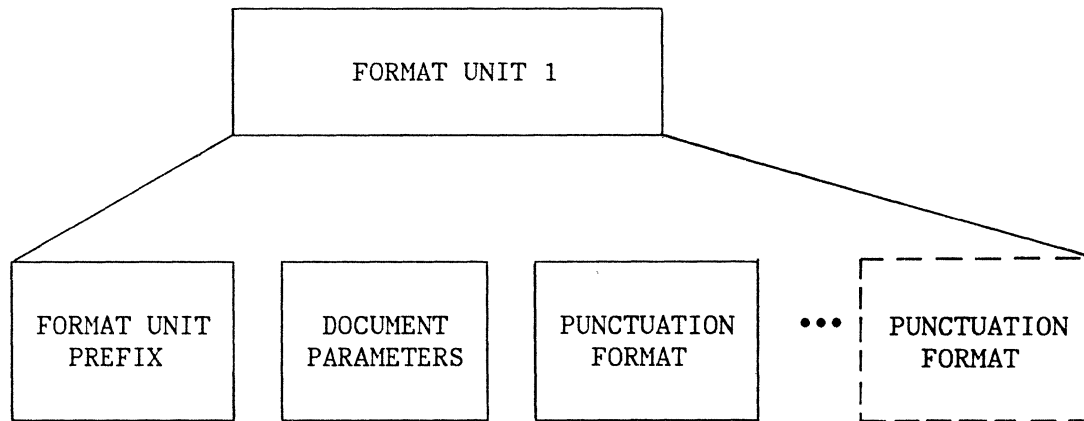 FORMAT UNIT 1
FORMAT UNIT
PREFIX
DOCUMENT
PARAMETERS
PUNCTUATION
FORMAT
•••
PUNCTUATION
FORMAT